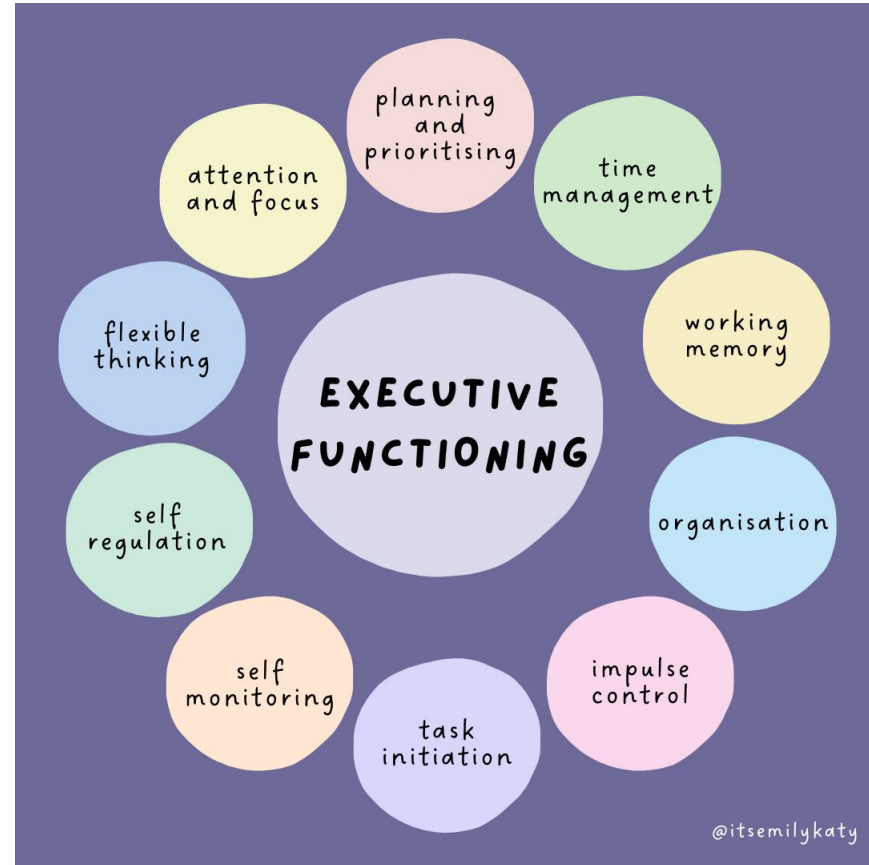 planning
and
prioritising
time
management
working
memory
organisation
impulse
control
task
initiation
self
monitoring
self
regulation
flexible
thinking
attention
and focus
EXECUTIVE
FUNCTIONING
@itsemilykaty